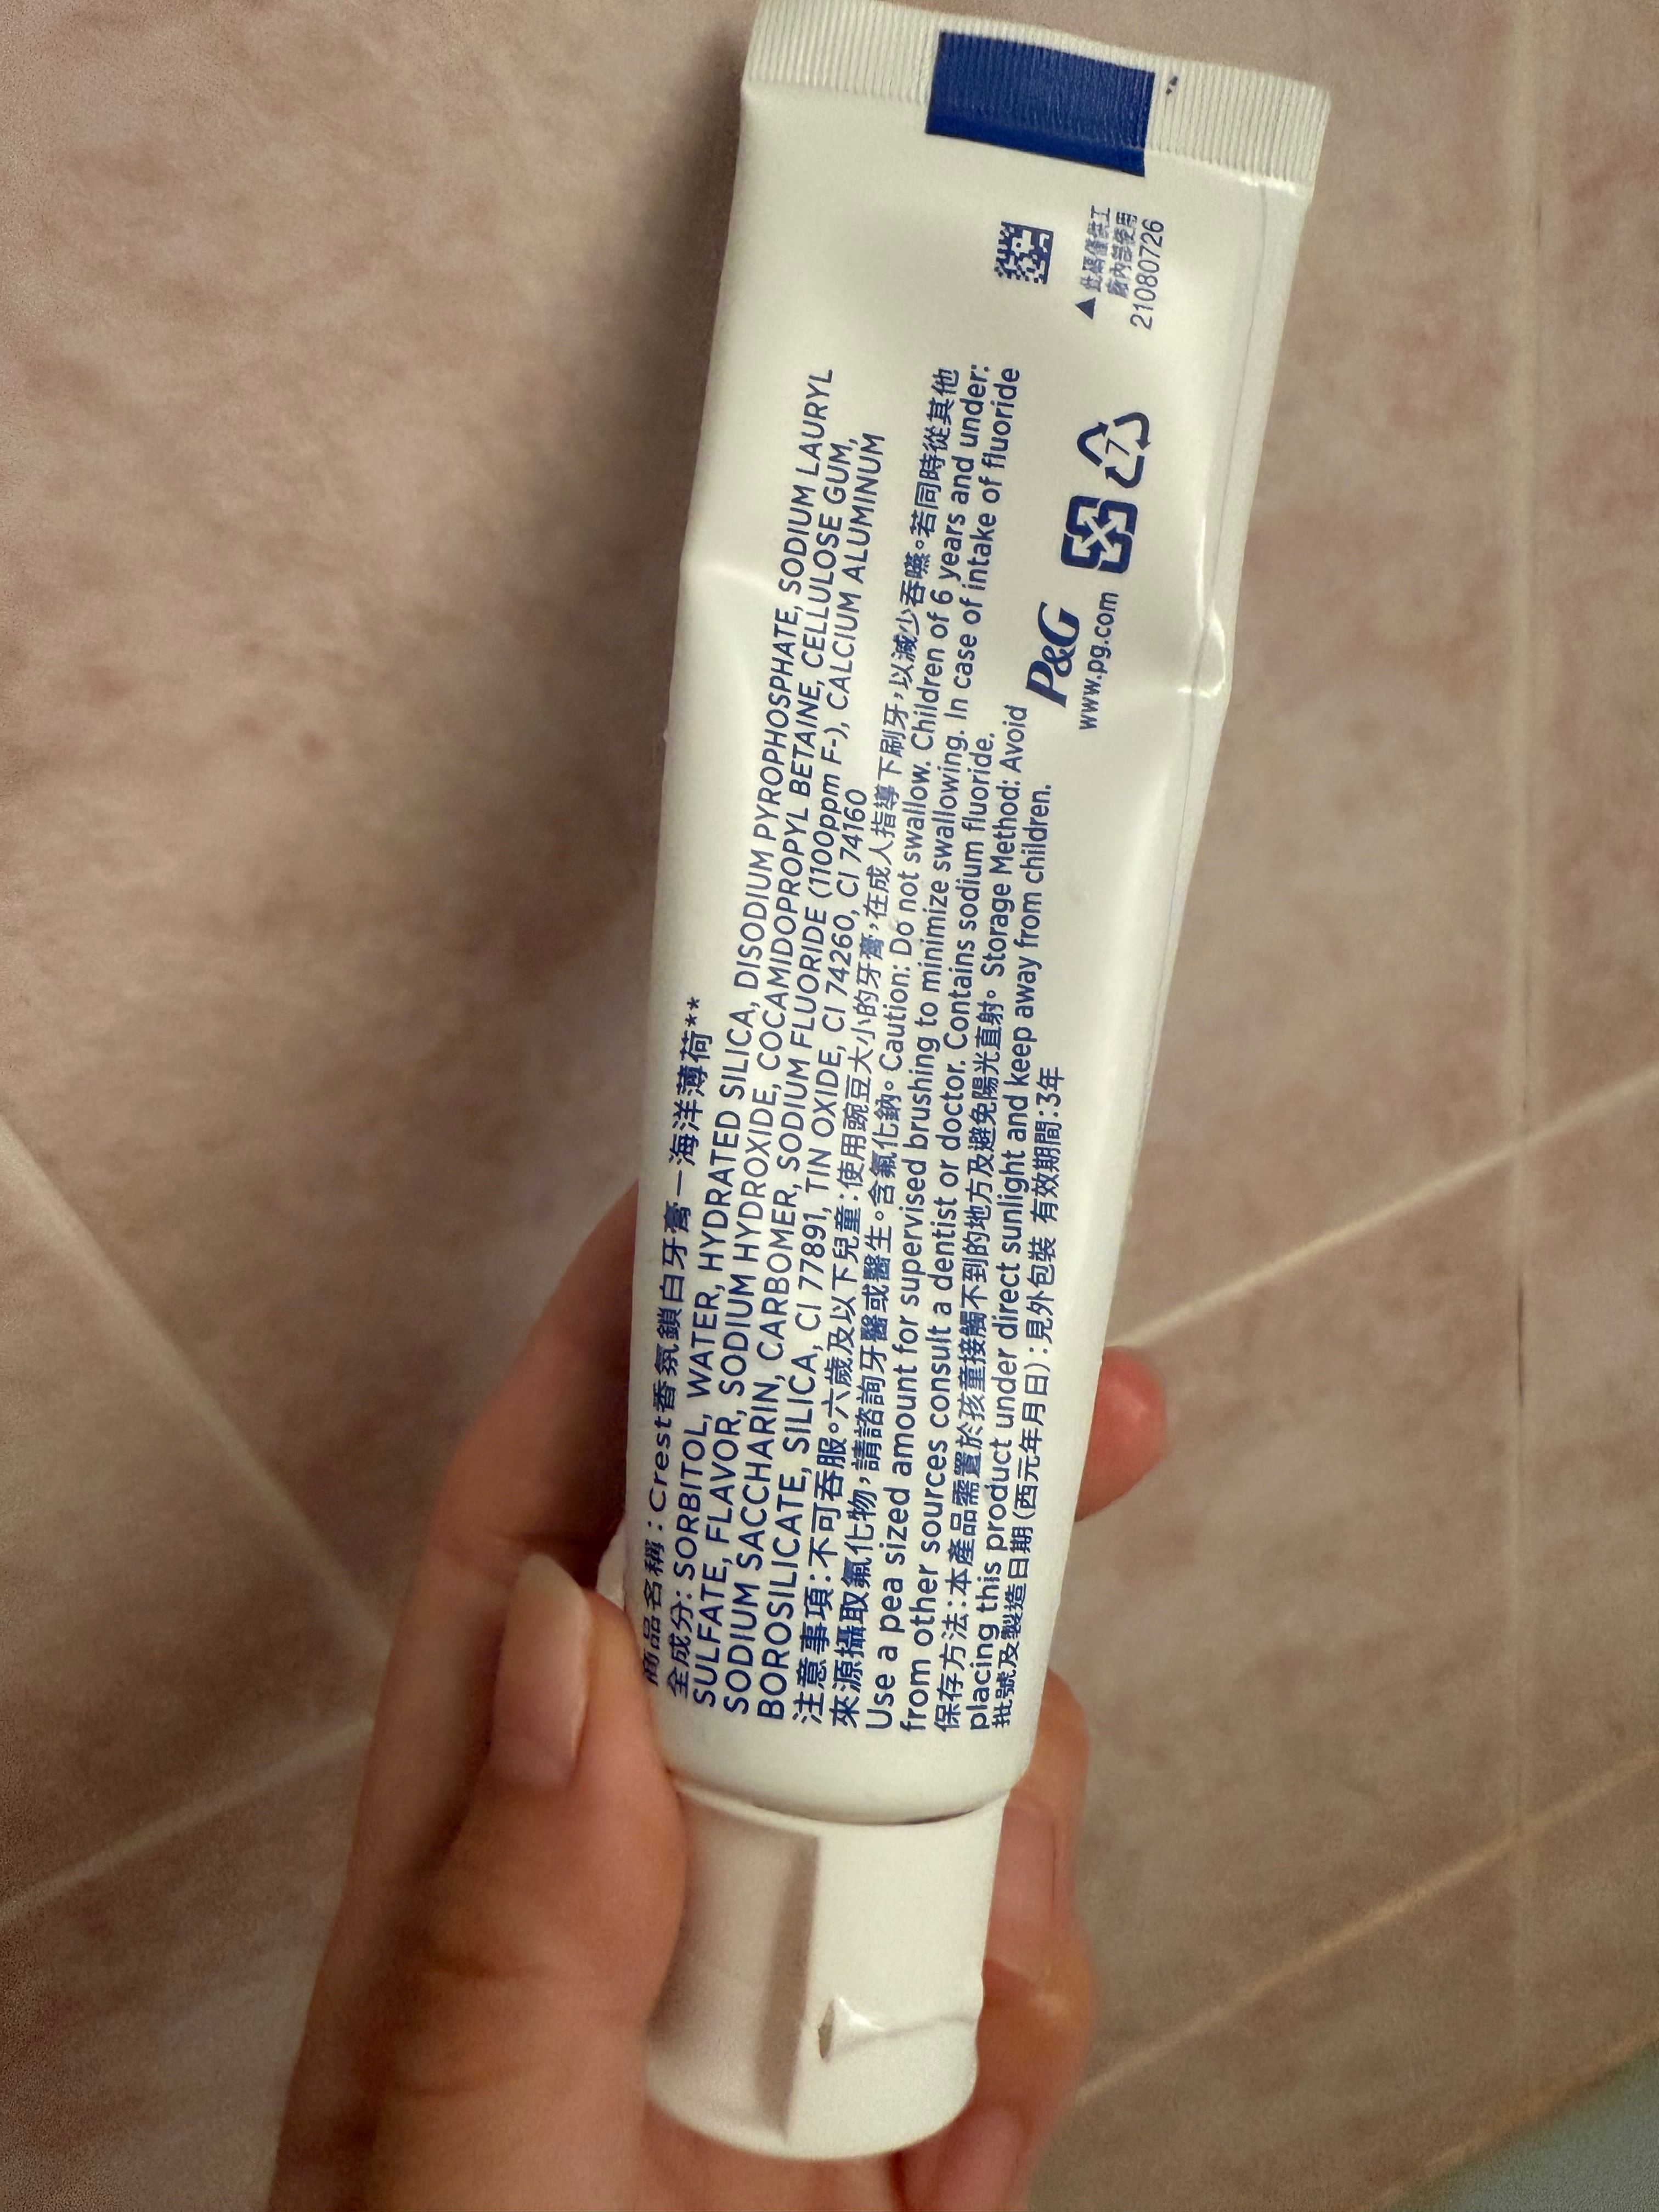 商品名稱：Crest香氛鎖白牙膏－海洋薄荷**
全成分：SORBITOL, WATER, HYDRATED SILICA, DISODIUM PYROPHOSPHATE, SODIUM LAURYL
SULFATE, FLAVOR, SODIUM HYDROXIDE, COCAMIDOPROPYL BETAINE, CELLULOSE GUM,
SODIUM SACCHARIN, CARBOMER, SODIUM FLUORIDE (1100ppm F-), CALCIUM ALUMINUM
BOROSILICATE, SILICA, CI 77891, TIN OXIDE, CI 74260, CI 74160
注意事項：不可吞服。六歲及以下兒童：使用豌豆大小的牙膏，在成人指導下刷牙，以減少吞嚥。若同時從其他
來源攝取氟化物，請諮詢牙醫或醫生。含氟化鈉。Caution: Do not swallow. Children of 6 years and under:
Use a pea sized amount for supervised brushing to minimize swallowing. In case of intake of fluoride
from other sources consult a dentist or doctor. Contains sodium fluoride.
保存方法：本產品需置於孩童接觸不到的地方及避免陽光直射。Storage Method: Avoid
placing this product under direct sunlight and keep away from children.
批號及製造日期（西元年月日）：見外包裝 有效期間：3年
P&G
www.pg.com
7
▲此碼僅供工
廠內部使用
21080726